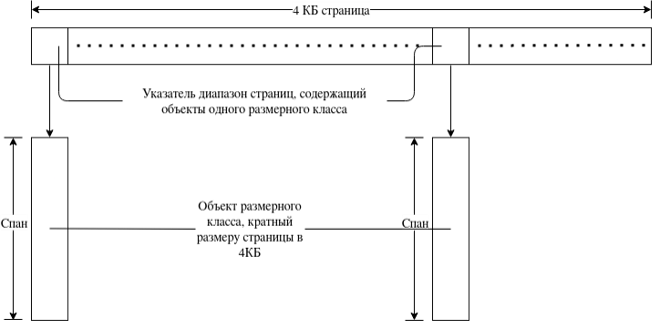 4 КБ страница
Указатель диапазон страниц, содержащий
объекты одного размерного класса
Спан
Объект размерного
класса, кратный
размеру страницы в
4КБ
Спан